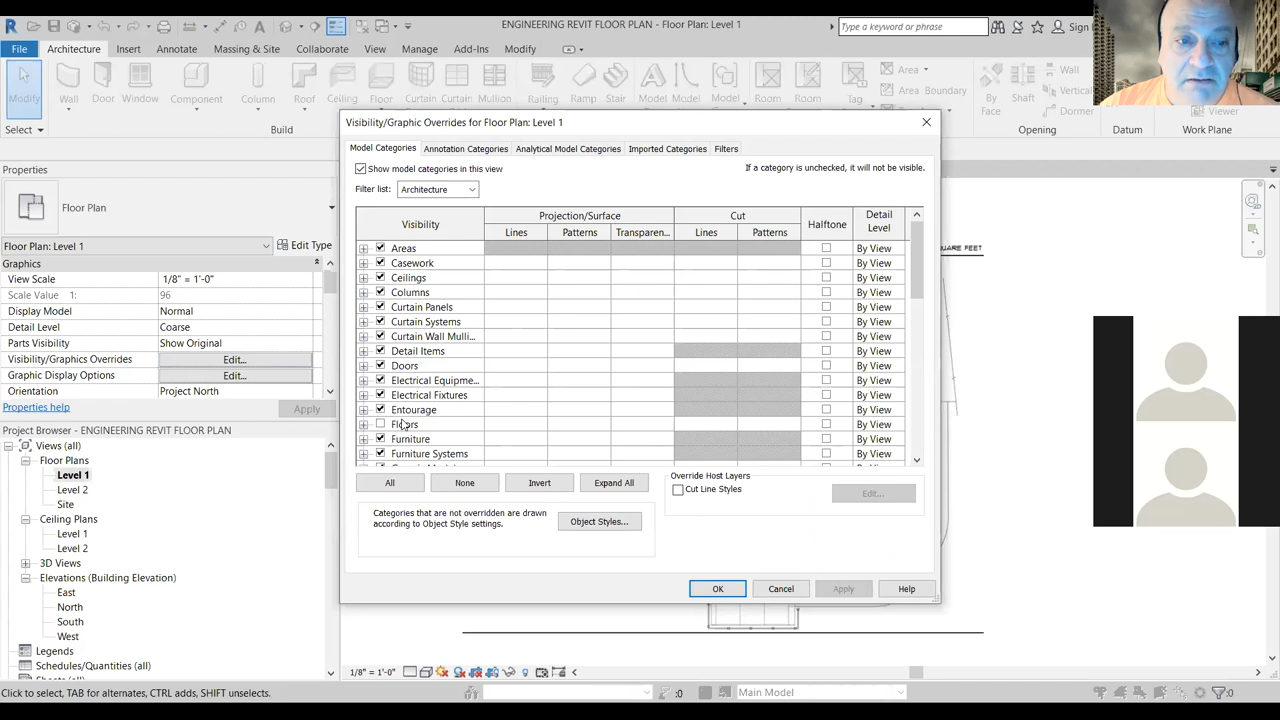 ENGINEERING REVIT FLOOR PLAN - Floor Plan: Level 1
Type a keyword or phrase
Sign
File Architecture Insert Annotate Massing & Site Collaborate View Manage Add-Ins Modify
Modify Wall Door Window Component Column Roof Ceiling Floor Curtain Curtain Mullion Railing Ramp Stair Model Model Model Room Room Tag
Area
Area Boundary
By Face
Shaft
Wall
Vertical
Dormer
Viewer
Select Build Opening Datum Work Plane
Properties
Floor Plan
Floor Plan: Level 1 Edit Type
Graphics
View Scale 1/8" = 1'-0"
Scale Value 1: 96
Display Model Normal
Detail Level Coarse
Parts Visibility Show Original
Visibility/Graphics Overrides Edit...
Graphic Display Options Edit...
Orientation Project North
Properties help Apply
Project Browser - ENGINEERING REVIT FLOOR PLAN
Views (all)
Floor Plans
Level 1
Level 2
Site
Ceiling Plans
Level 1
Level 2
3D Views
Elevations (Building Elevation)
East
North
South
West
Legends
Schedules/Quantities (all)
Visibility/Graphic Overrides for Floor Plan: Level 1
Model Categories Annotation Categories Analytical Model Categories Imported Categories Filters
Show model categories in this view If a category is unchecked, it will not be visible.
Filter list: Architecture
Visibility Projection/Surface Cut Halftone Detail Level
Lines Patterns Transparen... Lines Patterns
Areas By View
Casework By View
Ceilings By View
Columns By View
Curtain Panels By View
Curtain Systems By View
Curtain Wall Mulli... By View
Detail Items By View
Doors By View
Electrical Equipme... By View
Electrical Fixtures By View
Entourage By View
Floors By View
Furniture By View
Furniture Systems By View
All None Invert Expand All
Override Host Layers
Cut Line Styles Edit...
Categories that are not overridden are drawn
according to Object Style settings.
Object Styles...
OK Cancel Apply Help
SQUARE FEET
1/8" = 1'-0"
Click to select, TAB for alternates, CTRL adds, SHIFT unselects.
:0 Main Model :0